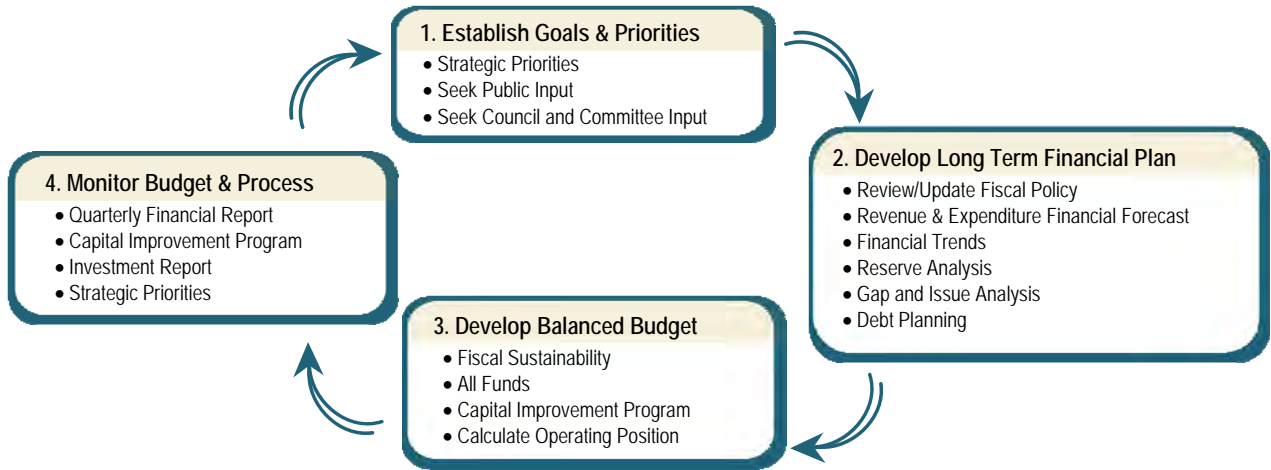 1. Establish Goals & Priorities
• Strategic Priorities
• Seek Public Input
• Seek Council and Committee Input
2. Develop Long Term Financial Plan
• Review/Update Fiscal Policy
• Revenue & Expenditure Financial Forecast
• Financial Trends
• Reserve Analysis
• Gap and Issue Analysis
• Debt Planning
3. Develop Balanced Budget
• Fiscal Sustainability
• All Funds
• Capital Improvement Program
• Calculate Operating Position
4. Monitor Budget & Process
• Quarterly Financial Report
• Capital Improvement Program
• Investment Report
• Strategic Priorities